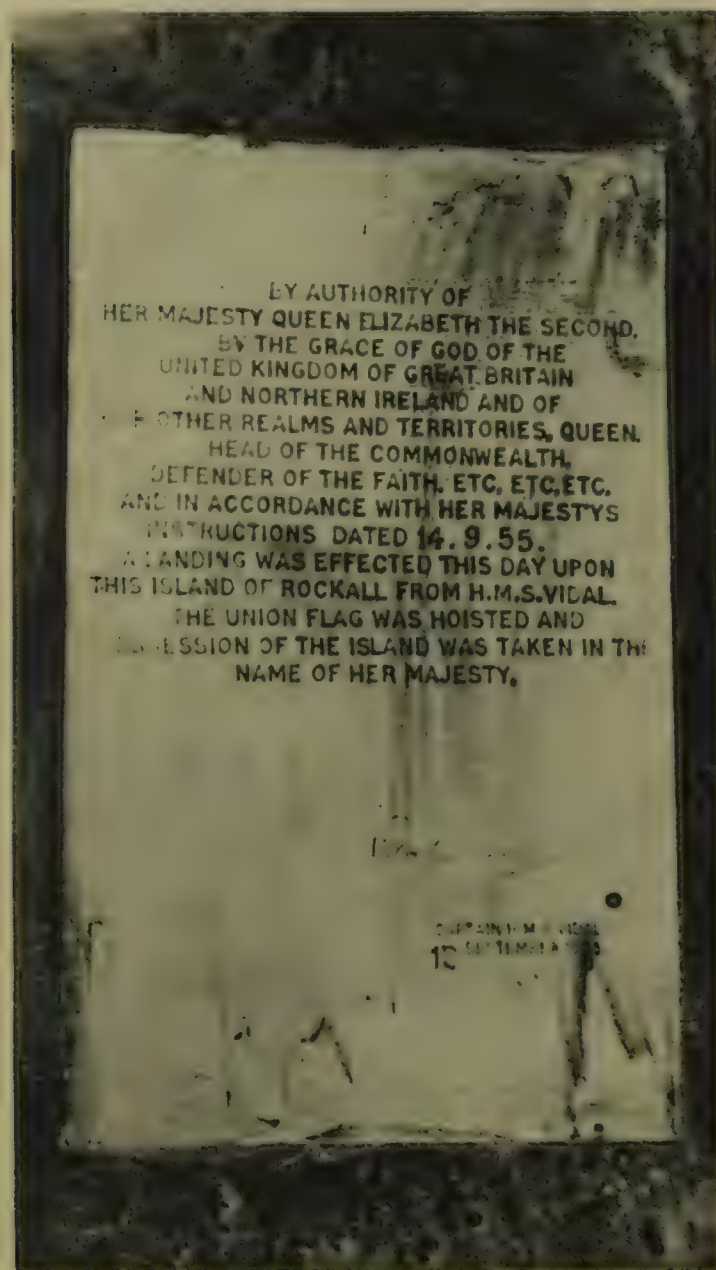 BY AUTHORITY OF
HER MAJESTY QUEEN ELIZABETH THE SECOND,
BY THE GRACE OF GOD OF THE
UNITED KINGDOM OF GREAT BRITAIN
AND NORTHERN IRELAND AND OF
OTHER REALMS AND TERRITORIES, QUEEN,
HEAD OF THE COMMONWEALTH,
DEFENDER OF THE FAITH, ETC, ETC, ETC.
AND IN ACCORDANCE WITH HER MAJESTYS
INSTRUCTIONS DATED 14.9.55.
A LANDING WAS EFFECTED THIS DAY UPON
THIS ISLAND OF ROCKALL FROM H.M.S.VIDAL.
THE UNION FLAG WAS HOISTED AND
OF THE ISLAND WAS TAKEN IN THE
NAME OF HER MAJESTY.
CAPTAIN H.M.S. VIDAL
SEPTEMBER